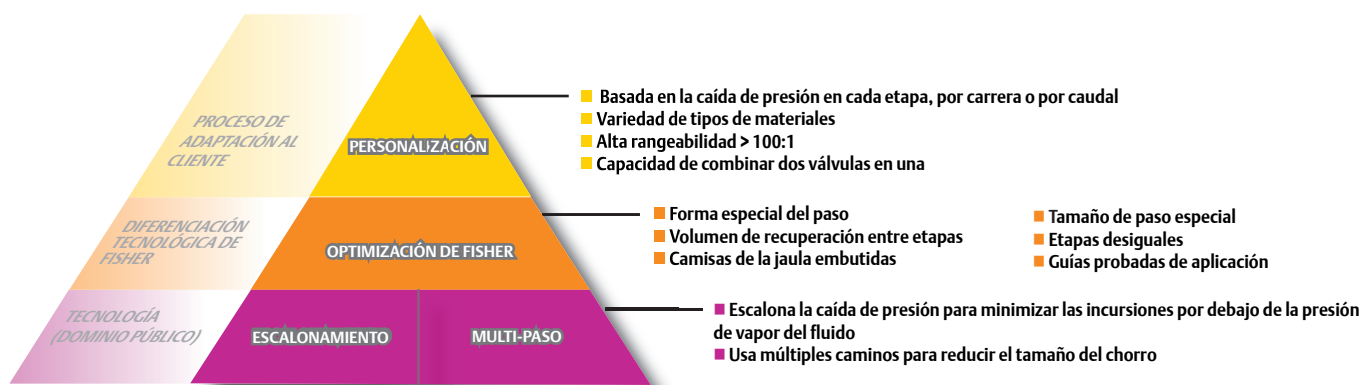 PROCESO DE
ADAPTACIÓN AL
CLIENTE
PERSONALIZACIÓN
Basada en la caída de presión en cada etapa, por carrera o por caudal
Variedad de tipos de materiales
Alta rangeabilidad > 100:1
Capacidad de combinar dos válvulas en una
DIFERENCIACIÓN
TECNOLÓGICA DE
FISHER
OPTIMIZACIÓN DE FISHER
Forma especial del paso
Volumen de recuperación entre etapas
Camisas de la jaula embutidas
Tamaño de paso especial
Etapas desiguales
Guías probadas de aplicación
TECNOLOGÍA
(DOMINIO PÚBLICO)
ESCALONAMIENTO
MULTI-PASO
Escalona la caída de presión para minimizar las incursiones por debajo de la presión
de vapor del fluido
Usa múltiples caminos para reducir el tamaño del chorro